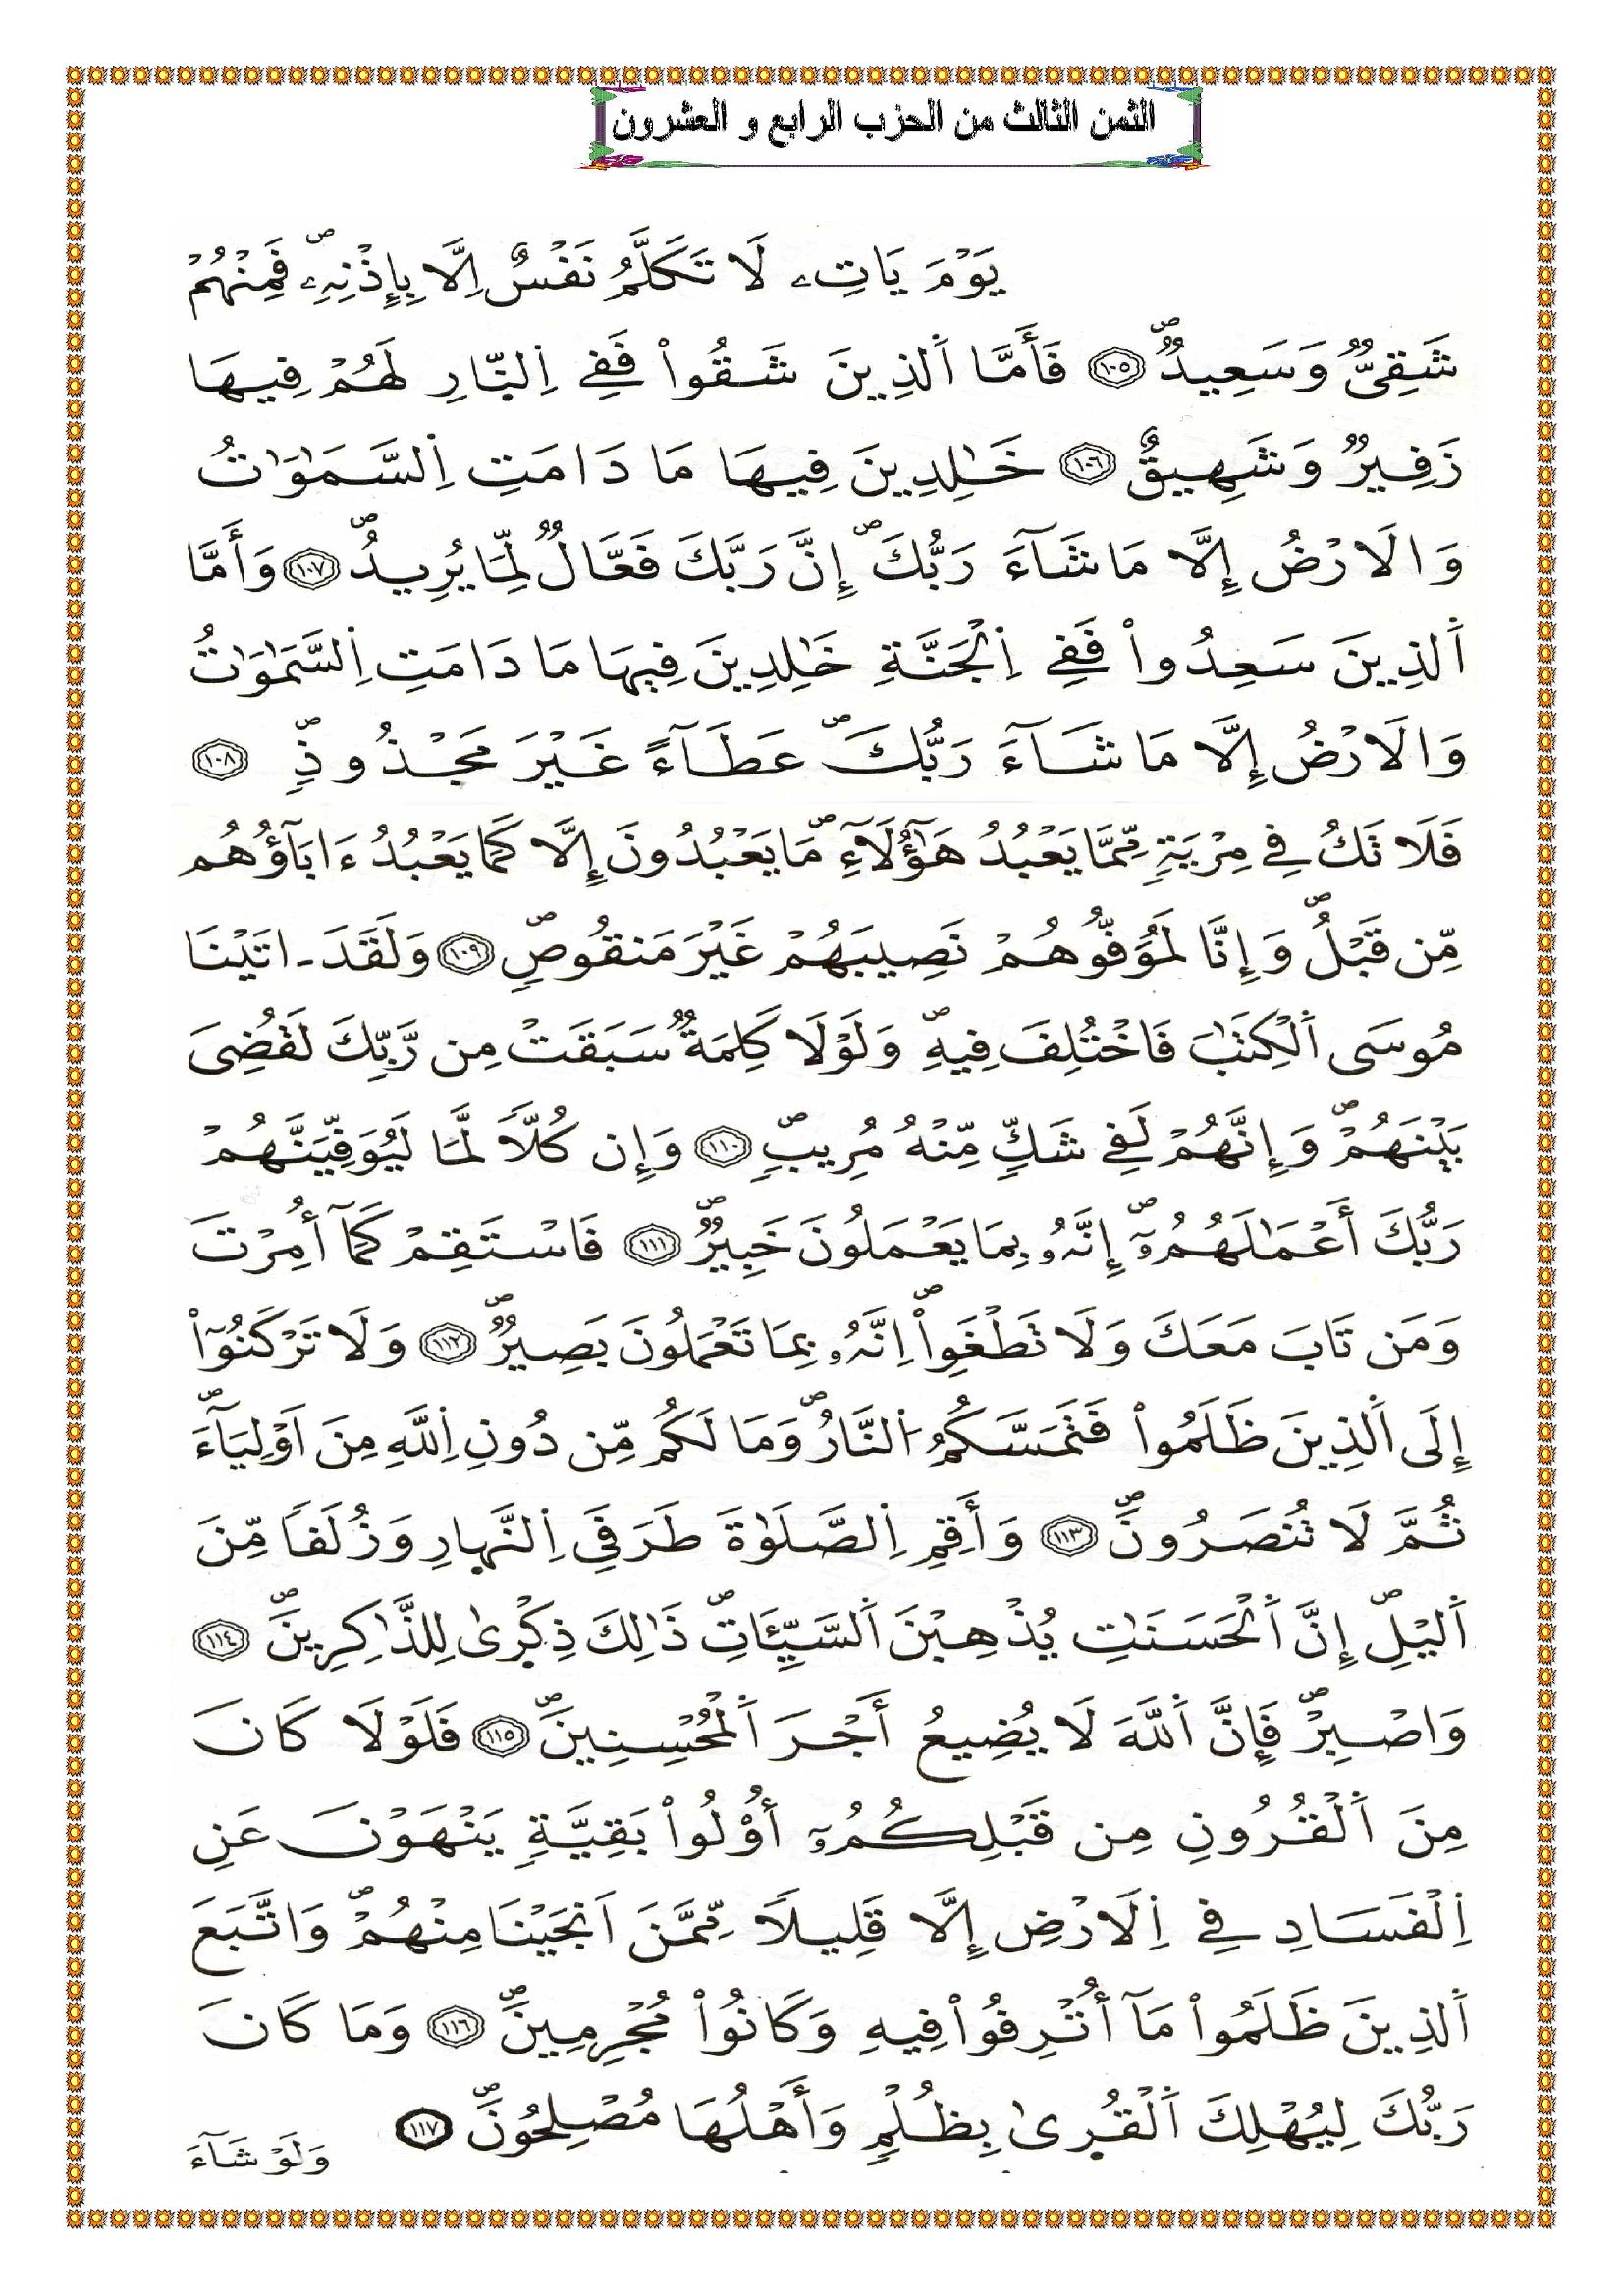 الثمن الثالث من الحزب الرابع و العشرون
يَوْمَ يَاتِۦ لَا تَكَلَّمُ نَفْسٌ اِلَّا بِإِذْنِهِۦۖ فَمِنْهُمْ
شَقِىٌّ وَسَعِيدٌۖ ١٠٥ فَأَمَّا اَ۬لذِينَ شَقُواْ فَفِے اِ۬لنّ۪ارِ لَهُمْ فِيهَا
زَفِيرٌ وَشَهِيقٌ ١٠٦ خَٰلِدِينَ فِيهَا مَا دَامَتِ اِ۬لسَّمَٰوَٰتُ
وَالَارْضُ إِلَّا مَا شَآءَ رَبُّكَۖ إِنَّ رَبَّكَ فَعَّالٌ لِّمَا يُرِيدُۖ ١٠٧ وَأَمَّا
اَ۬لذِينَ سَعِدُواْ فَفِے اِ۬لْجَنَّةِ خَٰلِدِينَ فِيهَا مَا دَامَتِ اِ۬لسَّمَٰوَٰتُ
وَالَارْضُ إِلَّا مَا شَآءَ رَبُّكَۖ عَطَآءً غَيْرَ مَجْذُوذٖۖ ١٠٨
فَلَا تَكُ فِے مِرْيَةٖ مِّمَّا يَعْبُدُ هَٰٓؤُلَآءِۖ مَا يَعْبُدُونَ إِلَّا كَمَا يَعْبُدُ ءَابَآؤُهُم
مِّن قَبْلُۖ وَإِنَّا لَمُوَفُّوهُمْ نَصِيبَهُمْ غَيْرَ مَنقُوصٖۖ ١٠٩ وَلَقَدَ ـ اتَيْنَا
مُوسَى اَ۬لْكِتَٰبَ فَاخْتُلِفَ فِيهِۖ وَلَوْلَا كَلِمَةٌ سَبَقَتْ مِن رَّبِّكَ لَقُضِىَ
بَيْنَهُمْۖ وَإِنَّهُمْ لَفِے شَكٍّ مِّنْهُ مُرِيبٖۖ ١١٠ وَإِن كُلّاً لَّمَا لَيُوَفِّيَنَّهُمْ
رَبُّكَ أَعْمَٰلَهُمُۥٓۖ إِنَّهُۥ بِمَا يَعْمَلُونَ خَبِيرٌۖ ١١١ فَاسْتَقِمْ كَمَآ أُمِرْتَ
وَمَن تَابَ مَعَكَ وَلَا تَطْغَوِاْۖ اِنَّهُۥ بِمَا تَعْمَلُونَ بَصِيرٌۖ ١١٢ وَلَا تَرْكَنُوٓاْ
إِلَى اَ۬لذِينَ ظَلَمُواْ فَتَمَسَّكُمُ اُ۬لنَّارُۖ وَمَا لَكُم مِّن دُونِ اِ۬للَّهِ مِنَ اَوْلِيَآءَۖ
ثُمَّ لَا تُنصَرُونَۖ ١١٣ وَأَقِمِ اِ۬لصَّلَوٰةَ طَرَفَيِ اِ۬لنَّه۪ارِ وَزُلَفاً مِّنَ
اَ۬ليْلِۖ إِنَّ اَ۬لْحَسَنَٰتِ يُذْهِبْنَ اَ۬لسَّيِّـَٔاتِۖ ذَٰلِكَ ذِكْر۪ىٰ لِلذَّٰكِرِينَۖ ١١٤
وَاصْبِرْۖ فَإِنَّ اَ۬للَّهَ لَا يُضِيعُ أَجْرَ اَ۬لْمُحْسِنِينَۖ ١١٥ فَلَوْلَا كَانَ
مِنَ اَ۬لْقُرُونِ مِن قَبْلِكُمُۥٓ أُوْلُواْ بَقِيَّةٖ يَنْهَوْنَ عَنِ
اِ۬لْفَسَادِ فِے اِ۬لَارْضِ إِلَّا قَلِيلاً مِّمَّنَ اَنجَيْنَا مِنْهُمْۖ وَاتَّبَعَ
اَ۬لذِينَ ظَلَمُواْ مَآ أُتْرِفُواْ فِيهِ وَكَانُواْ مُجْرِمِينَۖ ١١٦ وَمَا كَانَ
رَبُّكَ لِيُهْلِكَ اَ۬لْقُر۪ىٰ بِظُلْمٖ وَأَهْلُهَا مُصْلِحُونَۖ ١١٧
وَلَوْ شَآءَ